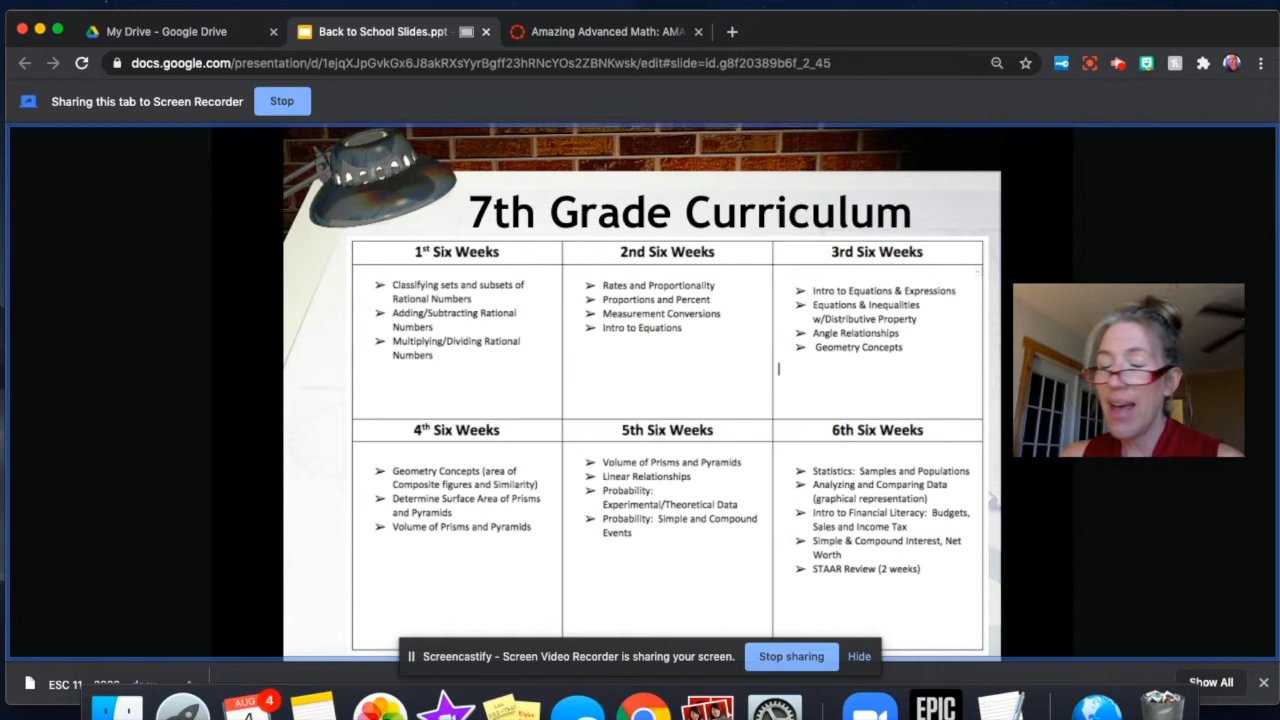 My Drive - Google Drive
Back to School Slides.ppt -
Amazing Advanced Math: AMA
docs.google.com/presentation/d/1ejqXJpGvkGx6J8akRXsYyrBgff23hRNcYOs2ZBNKwsk/edit#slide=id.g8f20389b6f_2_45
Sharing this tab to Screen Recorder
Stop
7th Grade Curriculum
1st Six Weeks
2nd Six Weeks
3rd Six Weeks
➢ Classifying sets and subsets of
Rational Numbers
➢ Adding/Subtracting Rational
Numbers
➢ Multiplying/Dividing Rational
Numbers
➢ Rates and Proportionality
➢ Proportions and Percent
➢ Measurement Conversions
➢ Intro to Equations
➢ Intro to Equations & Expressions
➢ Equations & Inequalities
w/Distributive Property
➢ Angle Relationships
➢ Geometry Concepts
4th Six Weeks
5th Six Weeks
6th Six Weeks
➢ Geometry Concepts (area of
Composite figures and Similarity)
➢ Determine Surface Area of Prisms
and Pyramids
➢ Volume of Prisms and Pyramids
➢ Volume of Prisms and Pyramids
➢ Linear Relationships
➢ Probability:
Experimental/Theoretical Data
➢ Probability: Simple and Compound
Events
➢ Statistics: Samples and Populations
➢ Analyzing and Comparing Data
(graphical representation)
➢ Intro to Financial Literacy: Budgets,
Sales and Income Tax
➢ Simple & Compound Interest, Net
Worth
➢ STAAR Review (2 weeks)
Screencastify - Screen Video Recorder is sharing your screen.
Stop sharing
Hide
ESC 11
Show All
AUG
4
4
EPIC